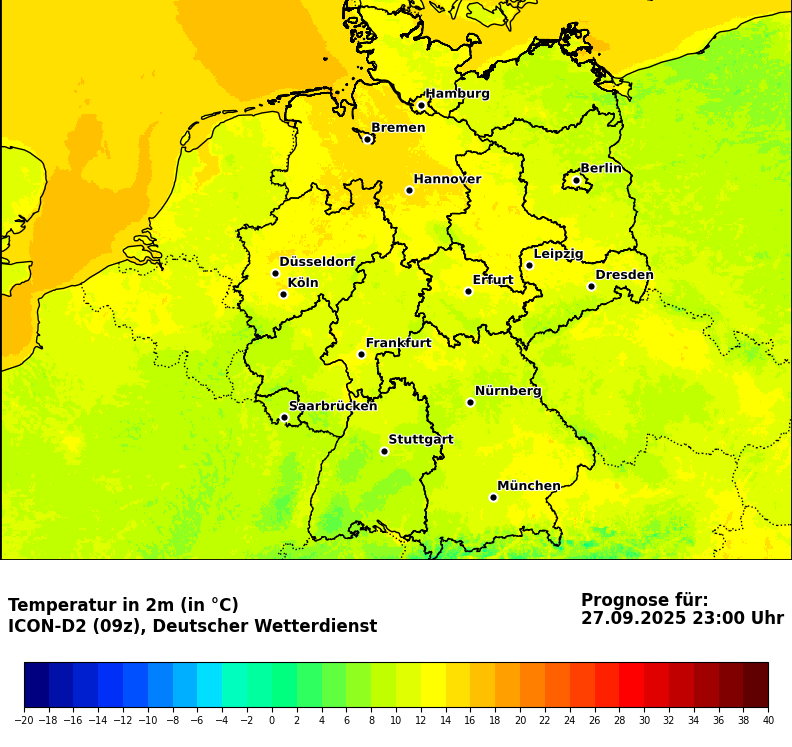 Hamburg
Bremen
Hannover
Berlin
Düsseldorf
Köln
Leipzig
Erfurt
Dresden
Frankfurt
Nürnberg
Saarbrücken
Stuttgart
München
Temperatur in 2m (in °C)
ICON-D2 (09z), Deutscher Wetterdienst
Prognose für:
27.09.2025 23:00 Uhr
−20 −18 −16 −14 −12 −10 −8 −6 −4 −2 0 2 4 6 8 10 12 14 16 18 20 22 24 26 28 30 32 34 36 38 40